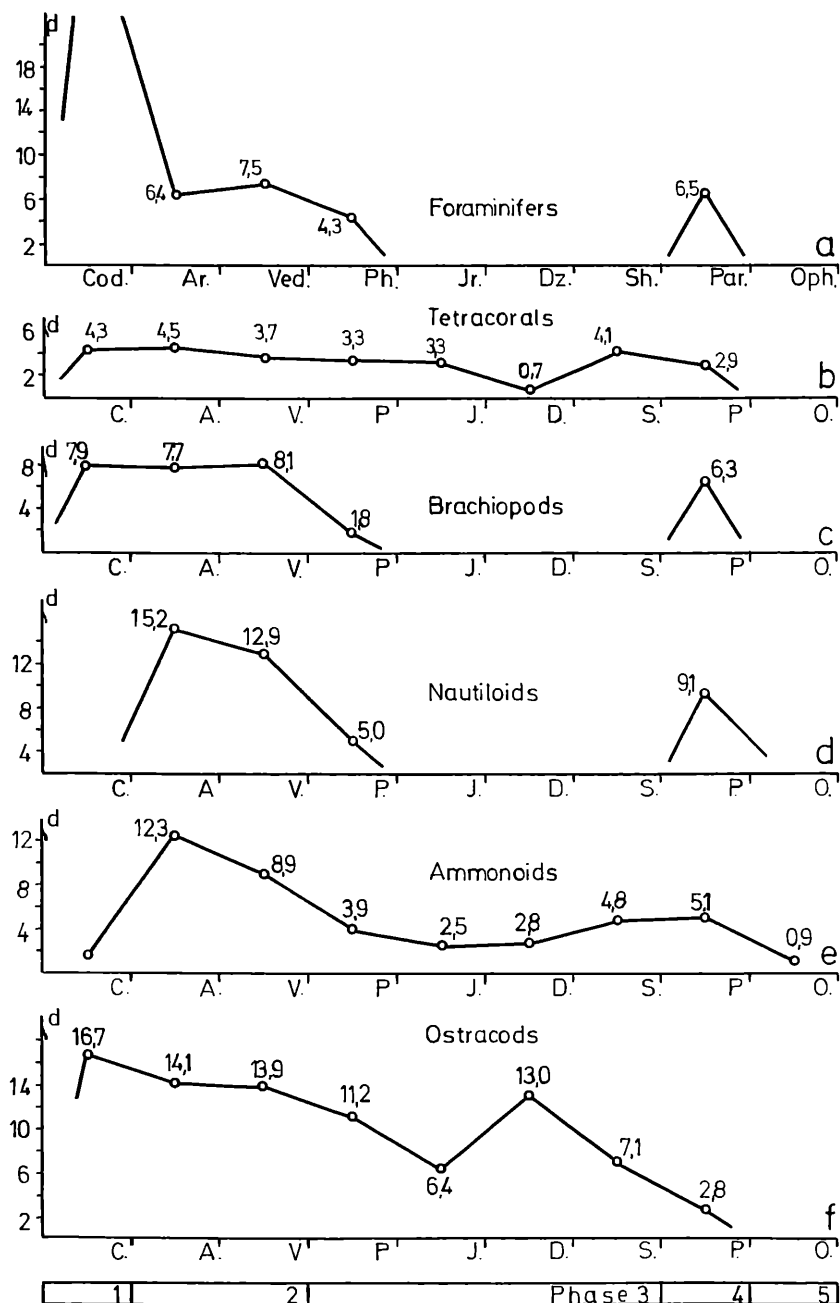 d
18
14
10
6
2
6,4
7,5
4,3
6,5
Foraminifers
a
Cod. Ar. Ved. Ph. Jr. Dz. Sh. Par. Oph.
d
6
2
Tetracorals
4,3 4,5 3,7 3,3 3,3 0,7 4,1 2,9
b
C. A. V. P. J. D. S. P O.
d
8
4
7,9 7,7 8,1 1,8 6,3
Brachiopods
c
C. A. V. P. J. D. S. P O.
d
12
8
4
15,2 12,9 5,0 9,1
Nautiloids
d
C. A V. P. J. D. S. P. O.
d
12
8
4
12,3 8,9 3,9 2,5 2,8 4,8 5,1 0,9
Ammonoids
e
C. A. V. P J. D. S. P O.
d
14
10
6
2
Ostracods
16,7 14,1 13,9 11,2 6,4 13,0 7,1 2,8
f
C. A. V P J. D. S. P. O.
1 2 Phase 3 4 5